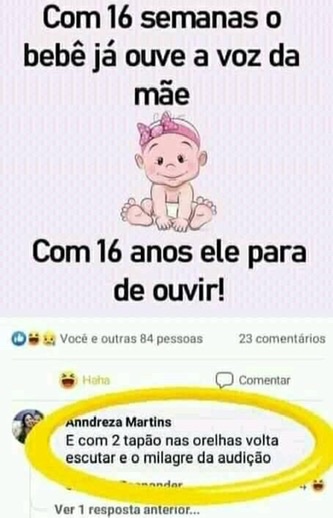 Com 16 semanas o
bebê já ouve a voz da
mãe
Com 16 anos ele para
de ouvir!
Você e outras 84 pessoas
23 comentários
Haha
Comentar
Anndreza Martins
E com 2 tapão nas orelhas volta
escutar e o milagre da audição
Ver 1 resposta anterior...